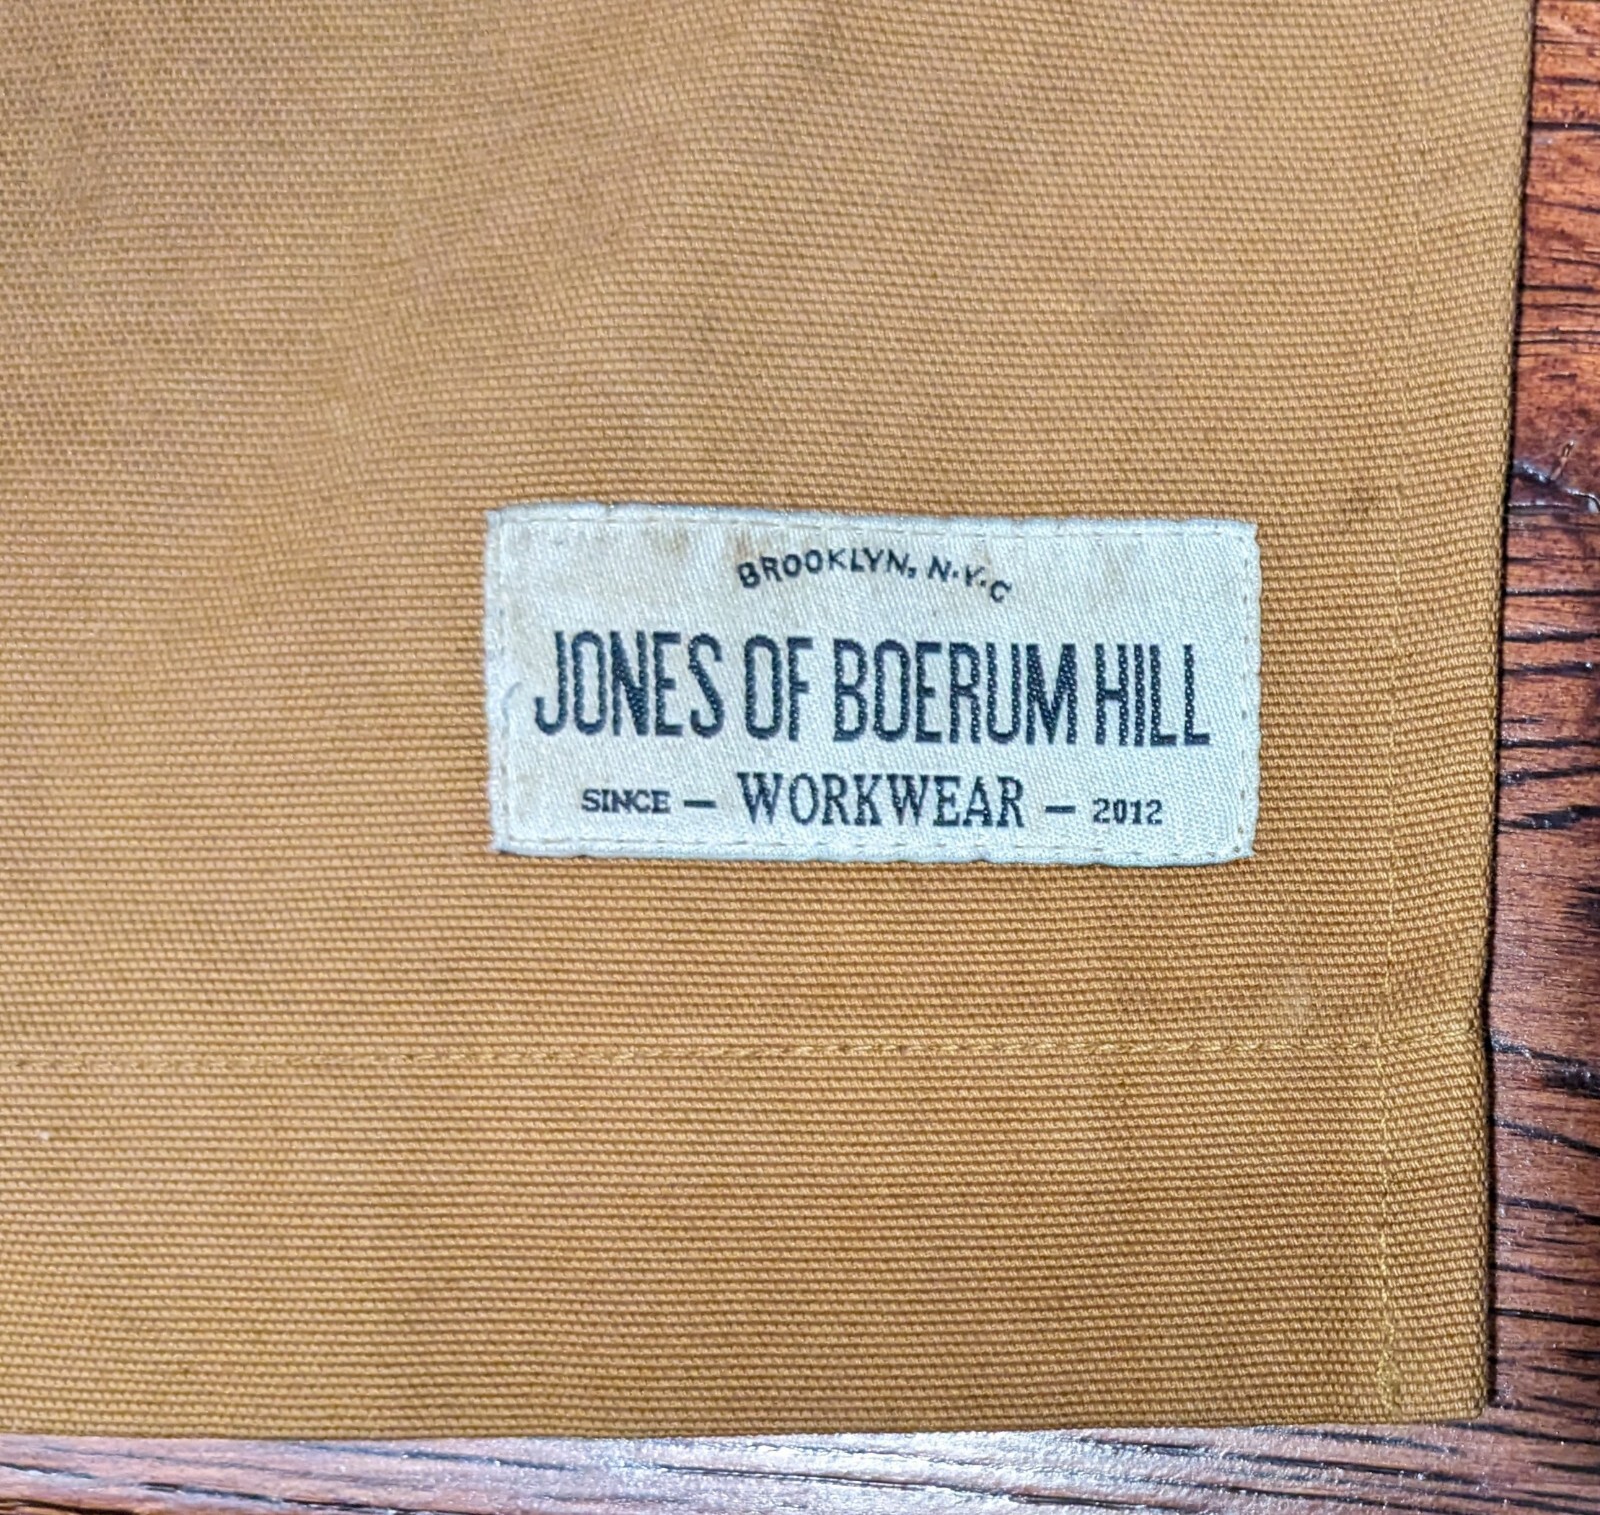 BROOKLYN, N.Y.C
JONES OF BOERUM HILL
SINCE — WORKWEAR — 2012